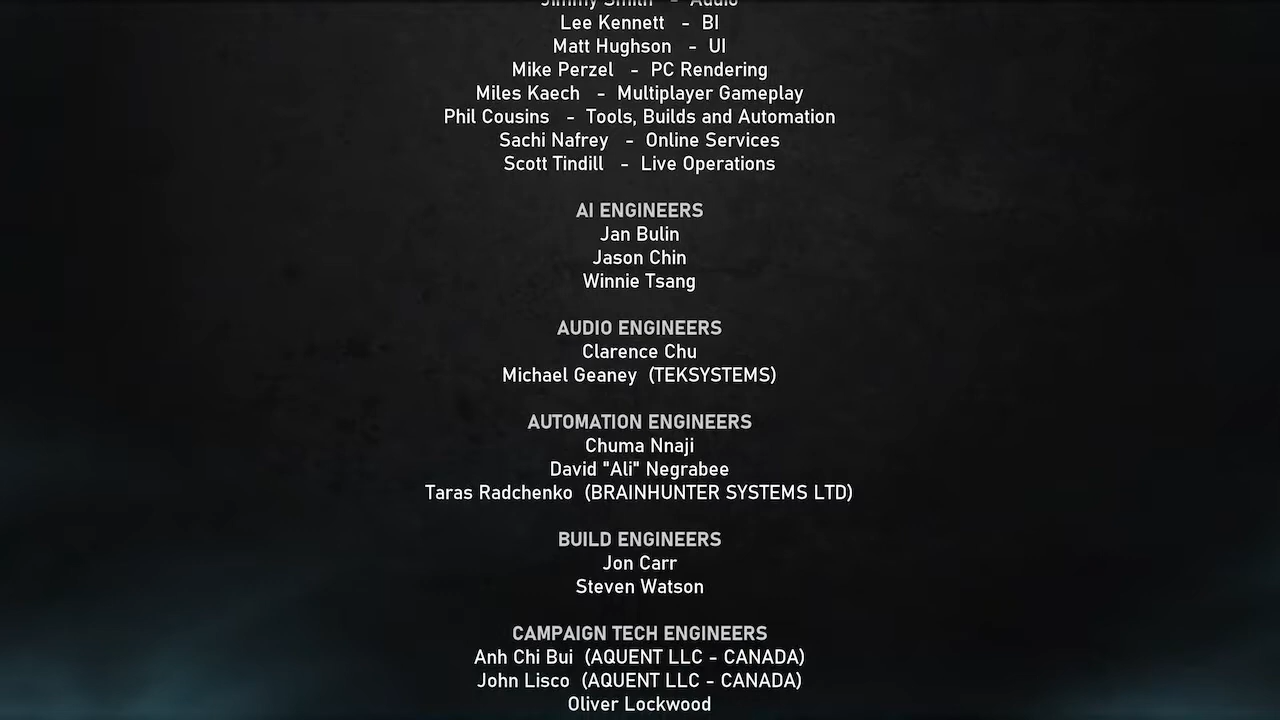 Jimmy Smith - Audio
Lee Kennett - BI
Matt Hughson - UI
Mike Perzel - PC Rendering
Miles Kaech - Multiplayer Gameplay
Phil Cousins - Tools, Builds and Automation
Sachi Nafrey - Online Services
Scott Tindill - Live Operations
AI ENGINEERS
Jan Bulin
Jason Chin
Winnie Tsang
AUDIO ENGINEERS
Clarence Chu
Michael Geaney (TEKSYSTEMS)
AUTOMATION ENGINEERS
Chuma Nnaji
David "Ali" Negrabee
Taras Radchenko (BRAINHUNTER SYSTEMS LTD)
BUILD ENGINEERS
Jon Carr
Steven Watson
CAMPAIGN TECH ENGINEERS
Anh Chi Bui (AQUENT LLC - CANADA)
John Lisco (AQUENT LLC - CANADA)
Oliver Lockwood